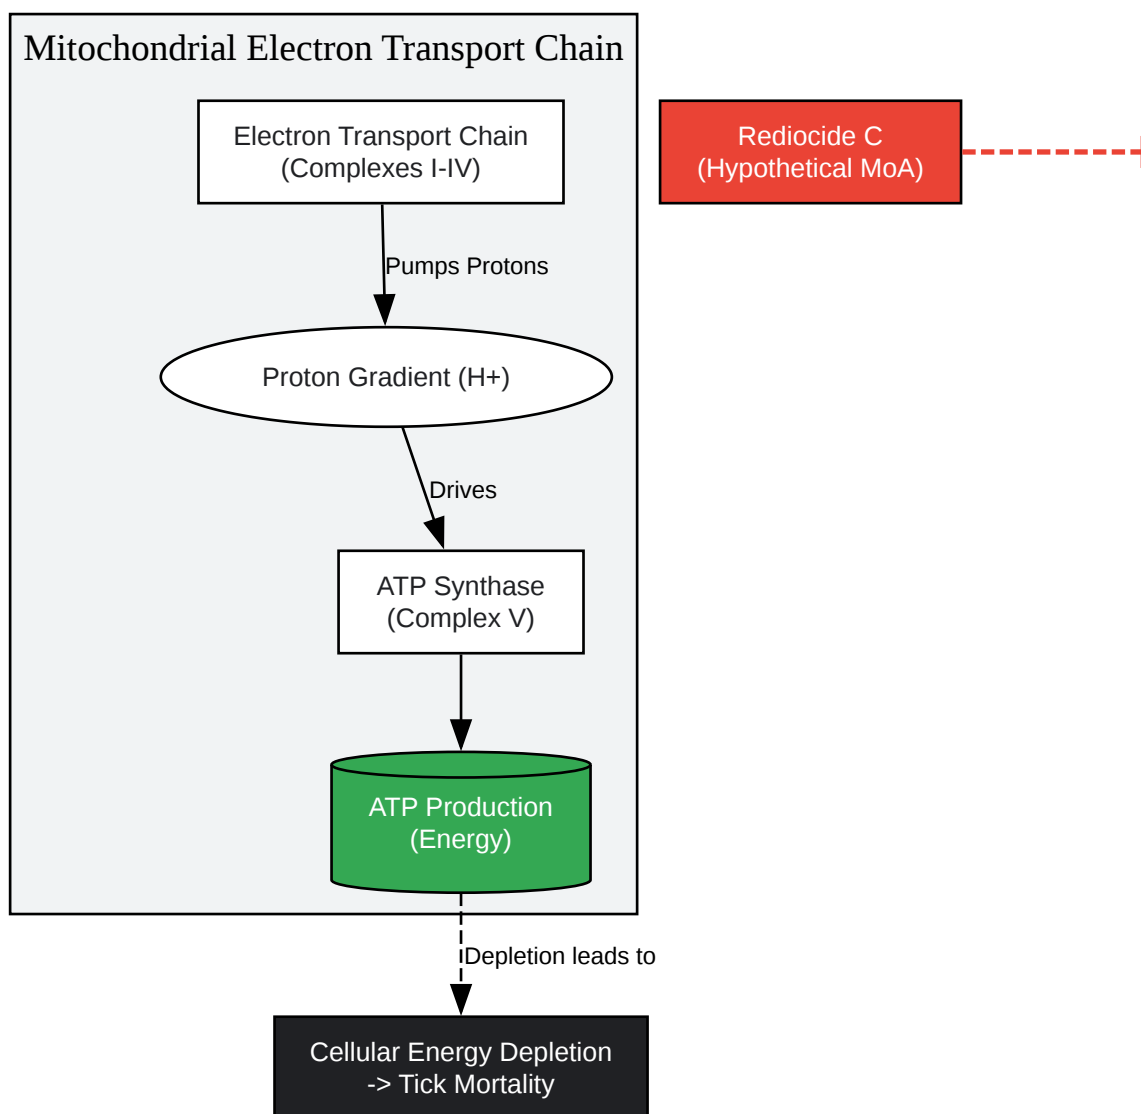 Mitochondrial Electron Transport Chain
Electron Transport Chain
(Complexes I-IV)
Rediocide C
(Hypothetical MoA)
Pumps Protons
Proton Gradient (H+)
Drives
ATP Synthase
(Complex V)
ATP Production
(Energy)
Depletion leads to
Cellular Energy Depletion
-> Tick Mortality